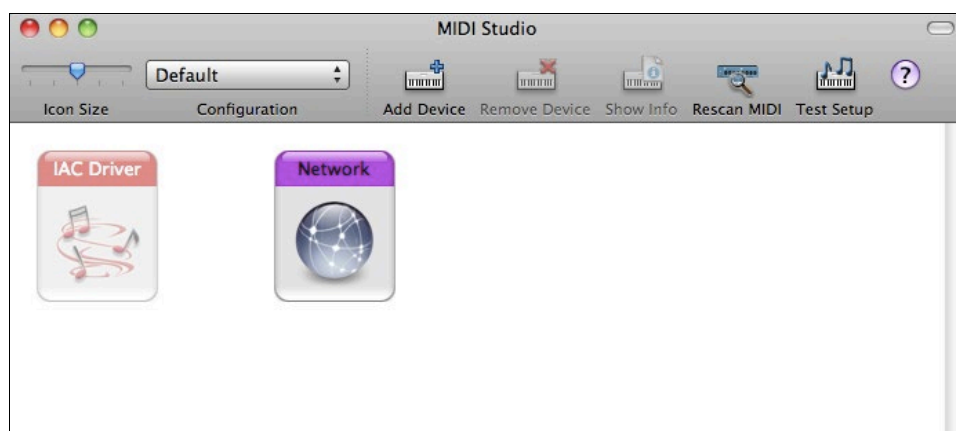 MIDI Studio
Default
Icon Size Configuration Add Device Remove Device Show Info Rescan MIDI Test Setup
?
IAC Driver Network